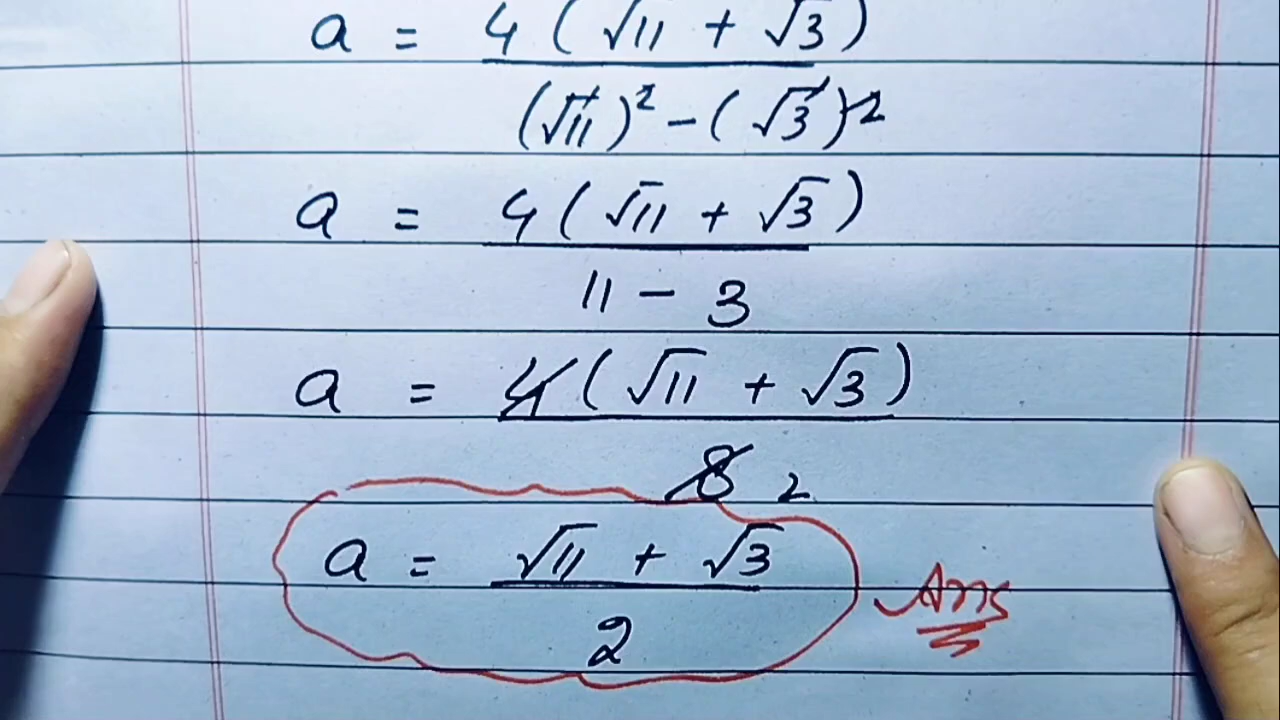 a = 4 ( √11 + √3 )
(√11 )² - ( √3 )²
a = 4 ( √11 + √3 )
11 - 3
a = 4 ( √11 + √3 )
8 2
a = √11 + √3
2
Ans